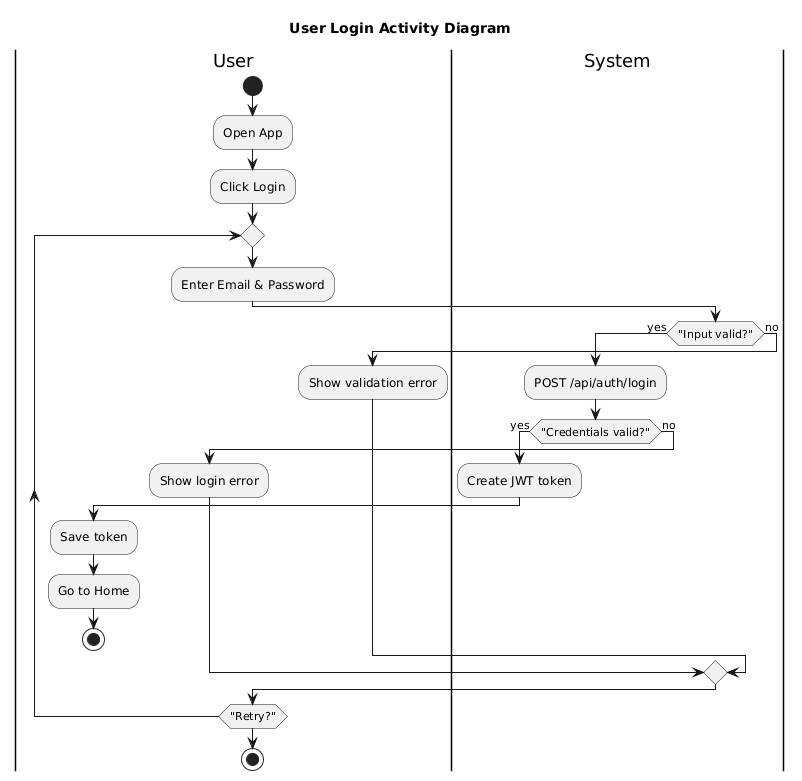 User Login Activity Diagram
User
System
Open App
Click Login
Enter Email & Password
yes
"Input valid?"
no
Show validation error
POST /api/auth/login
yes
"Credentials valid?"
no
Show login error
Create JWT token
Save token
Go to Home
"Retry?"